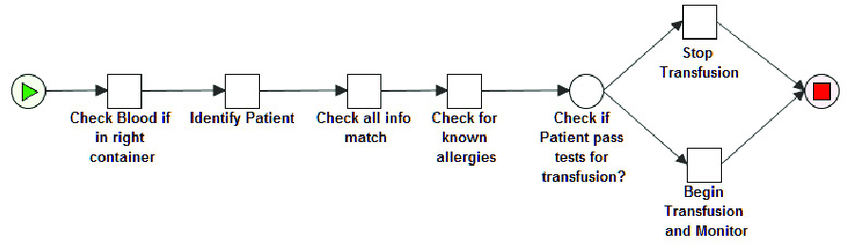 Check Blood if
in right
container
Identify Patient
Check all info
match
Check for
known
allergies
Check if
Patient pass
tests for
transfusion?
Stop
Transfusion
Begin
Transfusion
and Monitor